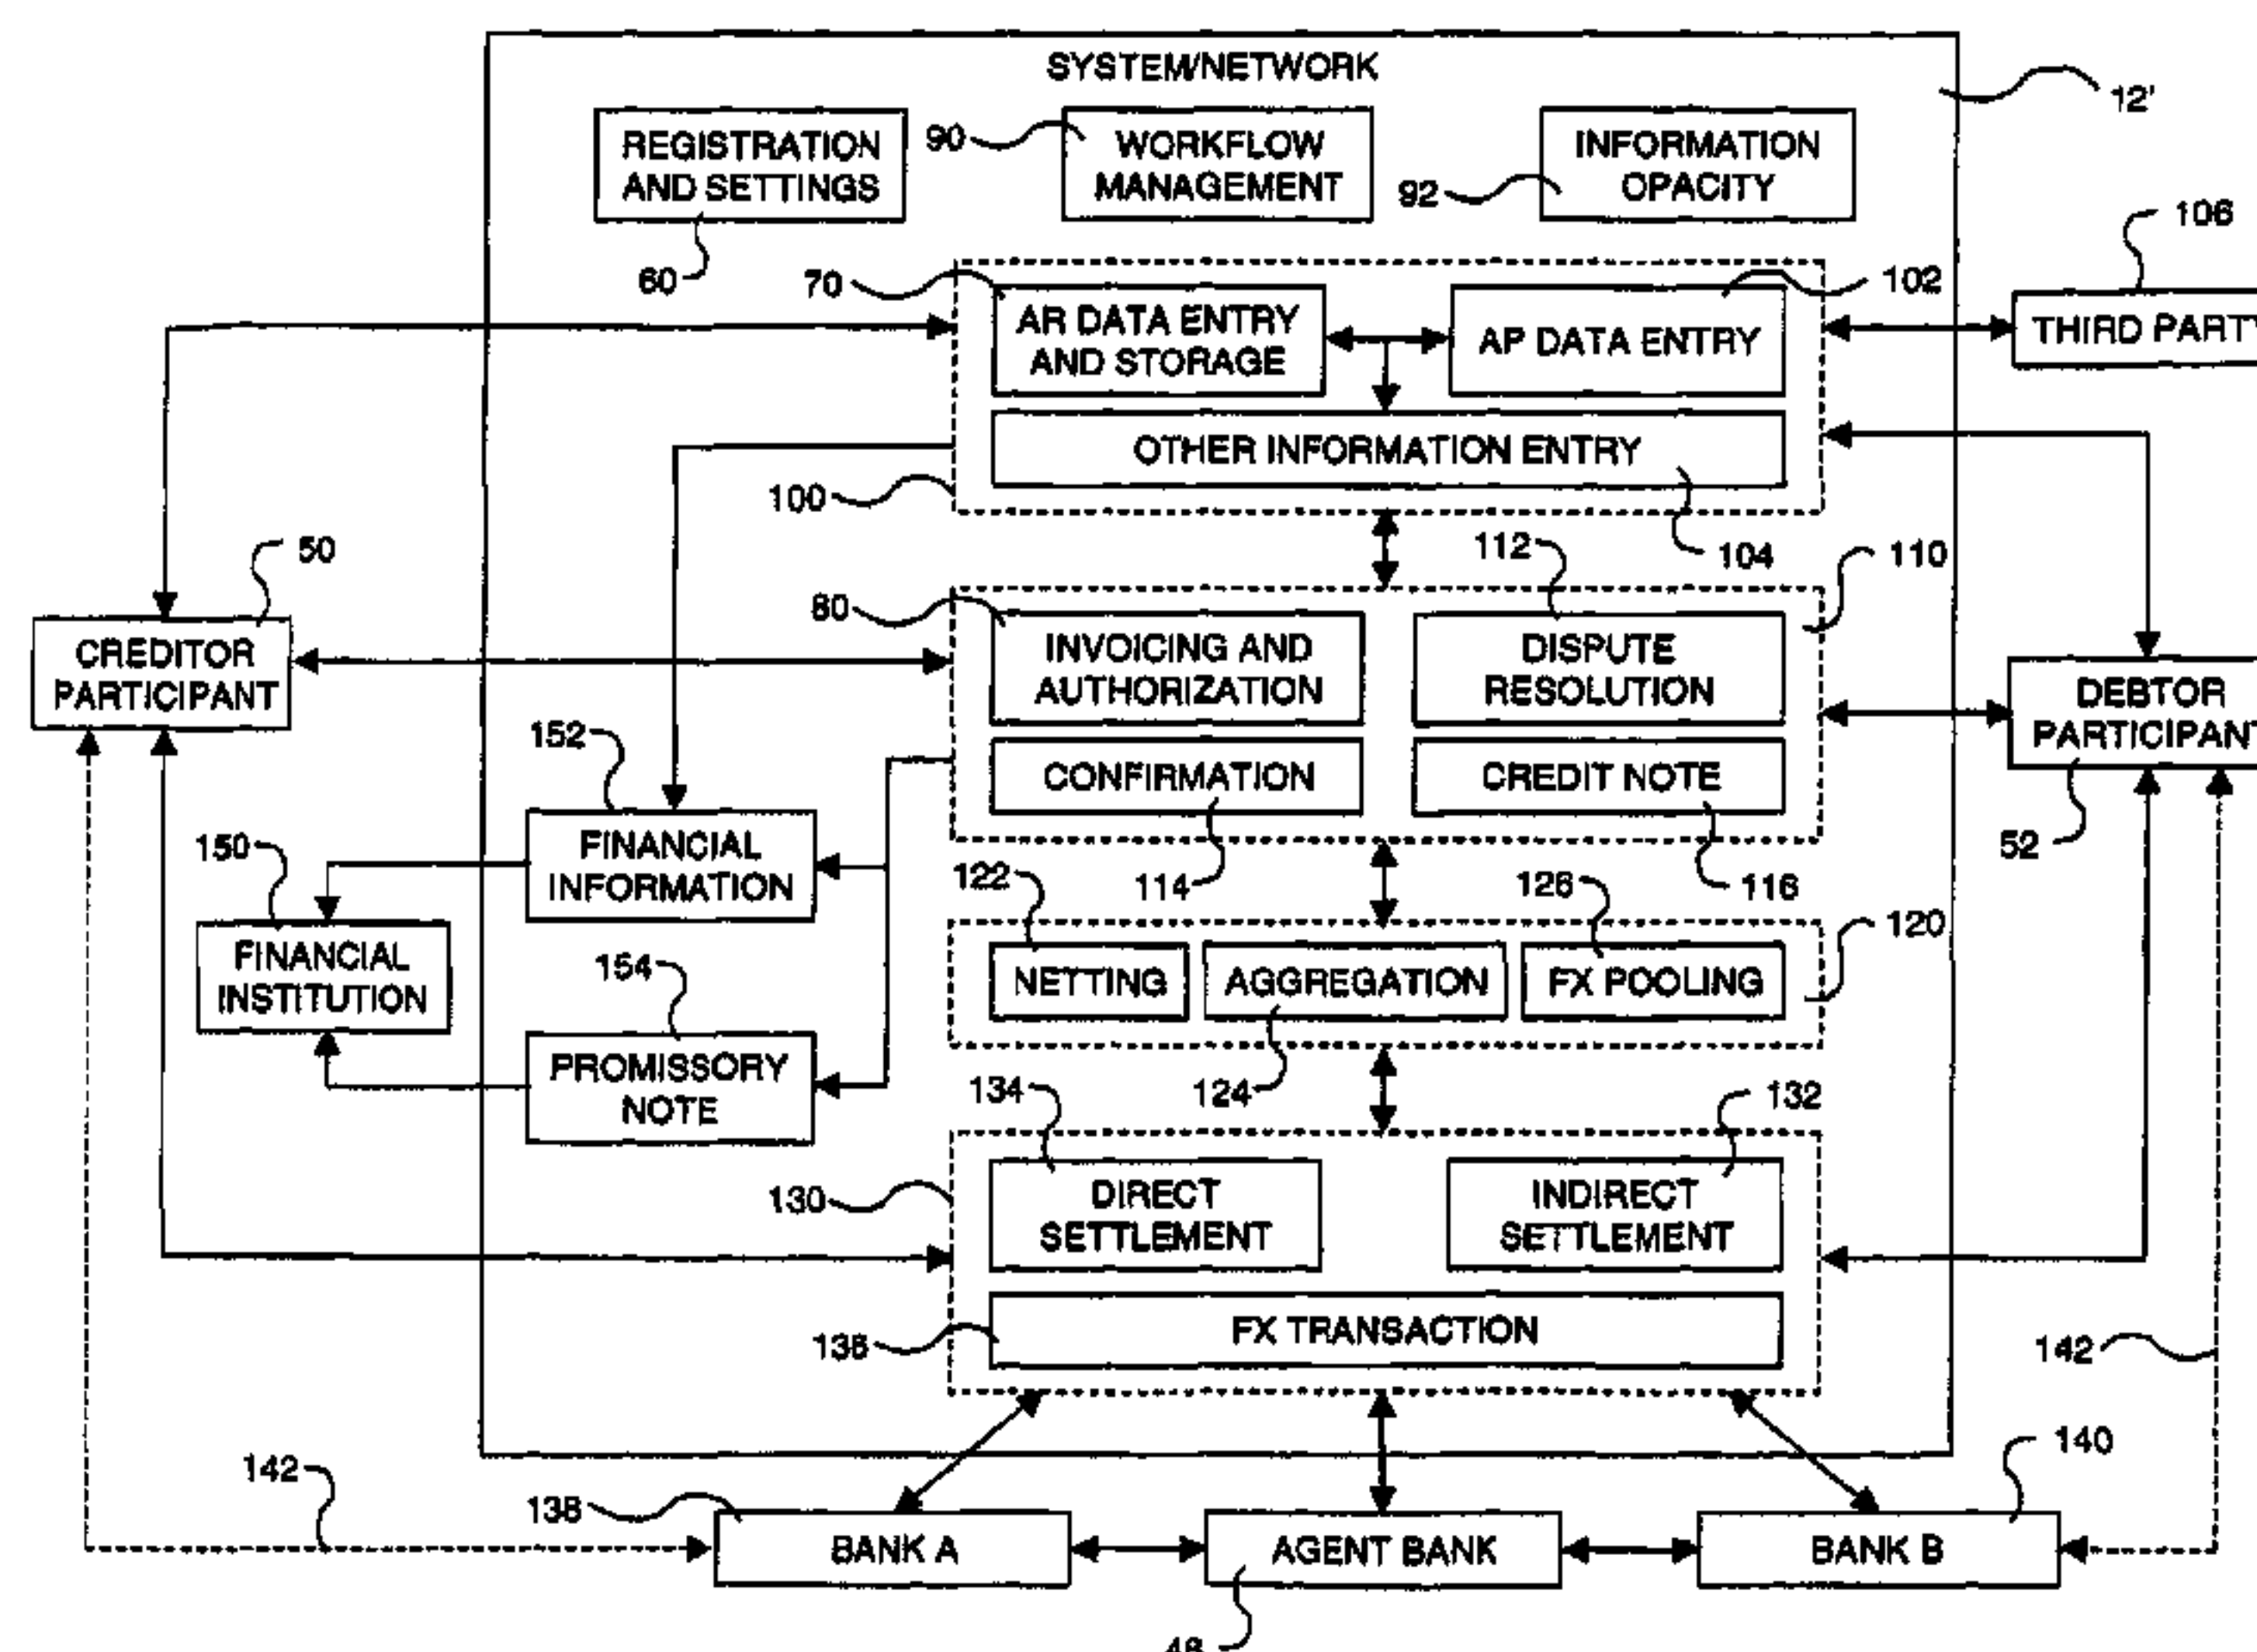 SYSTEM/NETWORK
12'
REGISTRATION
AND SETTINGS
60
90
WORKFLOW
MANAGEMENT
92
INFORMATION
OPACITY
106
THIRD PARTY
70
AR DATA ENTRY
AND STORAGE
102
AP DATA ENTRY
OTHER INFORMATION ENTRY
100
104
50
CREDITOR
PARTICIPANT
80
INVOICING AND
AUTHORIZATION
112
DISPUTE
RESOLUTION
110
CONFIRMATION
114
CREDIT NOTE
116
DEBTOR
PARTICIPANT
52
152
FINANCIAL
INFORMATION
150
FINANCIAL
INSTITUTION
154
PROMISSORY
NOTE
122
NETTING
AGGREGATION
124
126
FX POOLING
120
134
DIRECT
SETTLEMENT
132
INDIRECT
SETTLEMENT
130
FX TRANSACTION
136
142
142
138
BANK A
AGENT BANK
48
140
BANK B